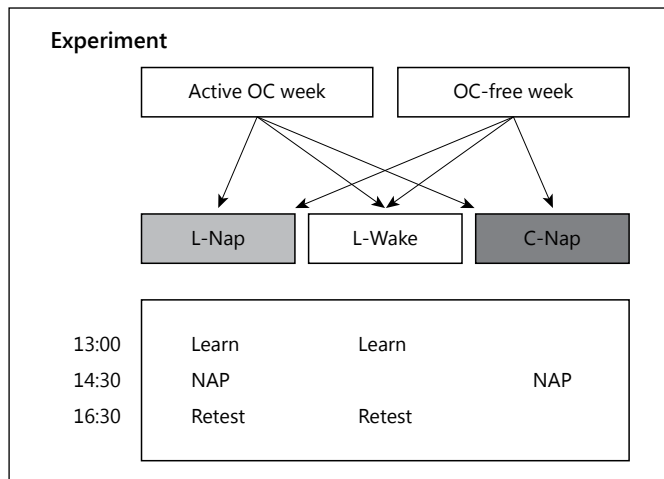 Experiment
Active OC week OC-free week
L-Nap L-Wake C-Nap
13:00 Learn Learn
14:30 NAP NAP
16:30 Retest Retest